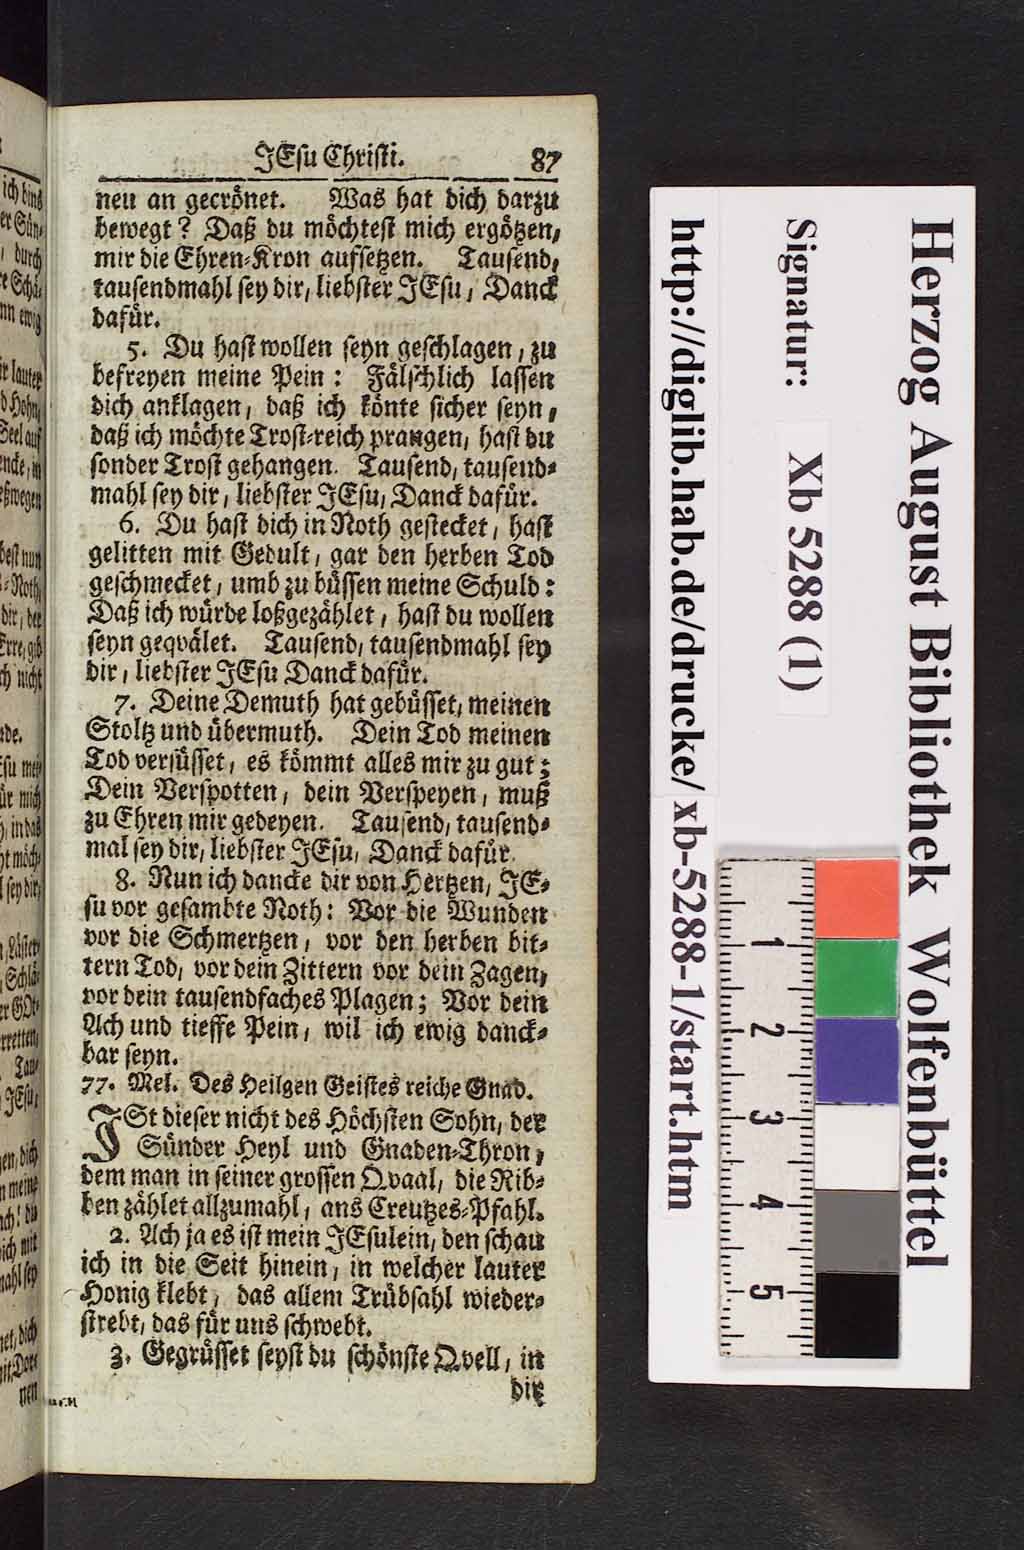 JEsu Christi. 87
neu an gecrönet. Was hat dich darzu
bewegt? Daß du möchtest mich ergötzen,
mir die Ehren-Kron aufsetzen. Tausend,
tausendmahl sey dir, liebster JEsu, Danck
dafür.
5. Du hast wollen seyn geschlagen, zu
befreyen meine Pein: Fälschlich lassen
dich anklagen, daß ich könte sicher seyn,
daß ich möchte Trost-reich prangen, hast du
sonder Trost gehangen. Tausend, tausend-
mahl sey dir, liebster JEsu, Danck dafür.
6. Du hast dich in Noth gestecket, hast
gelitten mit Gedult, gar den herben Tod
geschmecket, umb zu büssen meine Schuld:
Daß ich würde loßgezählet, hast du wollen
seyn geqvälet. Tausend, tausendmahl sey
dir, liebster JEsu Danck dafür.
7. Deine Demuth hat gebüsset, meinen
Stoltz und übermuth. Dein Tod meinen
Tod versüsset, es kömmt alles mir zu gut;
Dein Verspotten, dein Verspeyen, muß
zu Ehren mir gedeyen. Tausend, tausend-
mal sey dir, liebster JEsu, Danck dafür.
8. Nun ich dancke dir von Hertzen, JE-
su vor gesambte Noth: Vor die Wunden
vor die Schmertzen, vor den herben bit-
tern Tod, vor dein Zittern vor dein Zagen,
vor dein tausendfaches Plagen; Vor dein
Ach und tieffe Pein, wil ich ewig danck-
bar seyn.
77. Mel. Des Heilgen Geistes reiche Gnad.
JSt dieser nicht des Höchsten Sohn, der
Sünder Heyl und Gnaden-Thron,
dem man in seiner grossen Qvaal, die Rib-
ben zählet allzumahl, ans Creutzes-Pfahl.
2. Ach ja es ist mein JEsulein, den schau
ich in die Seit hinein, in welcher lauter
Honig klebt, das allem Trübsahl wieder-
strebt, das für uns schwebt.
3. Gegrüsset seyst du schönste Qvell, in
dir
Herzog August Bibliothek Wolfenbüttel
Signatur: Xb 5288 (1)
http://diglib.hab.de/drucke/xb-5288-1/start.htm
1
2
3
4
5